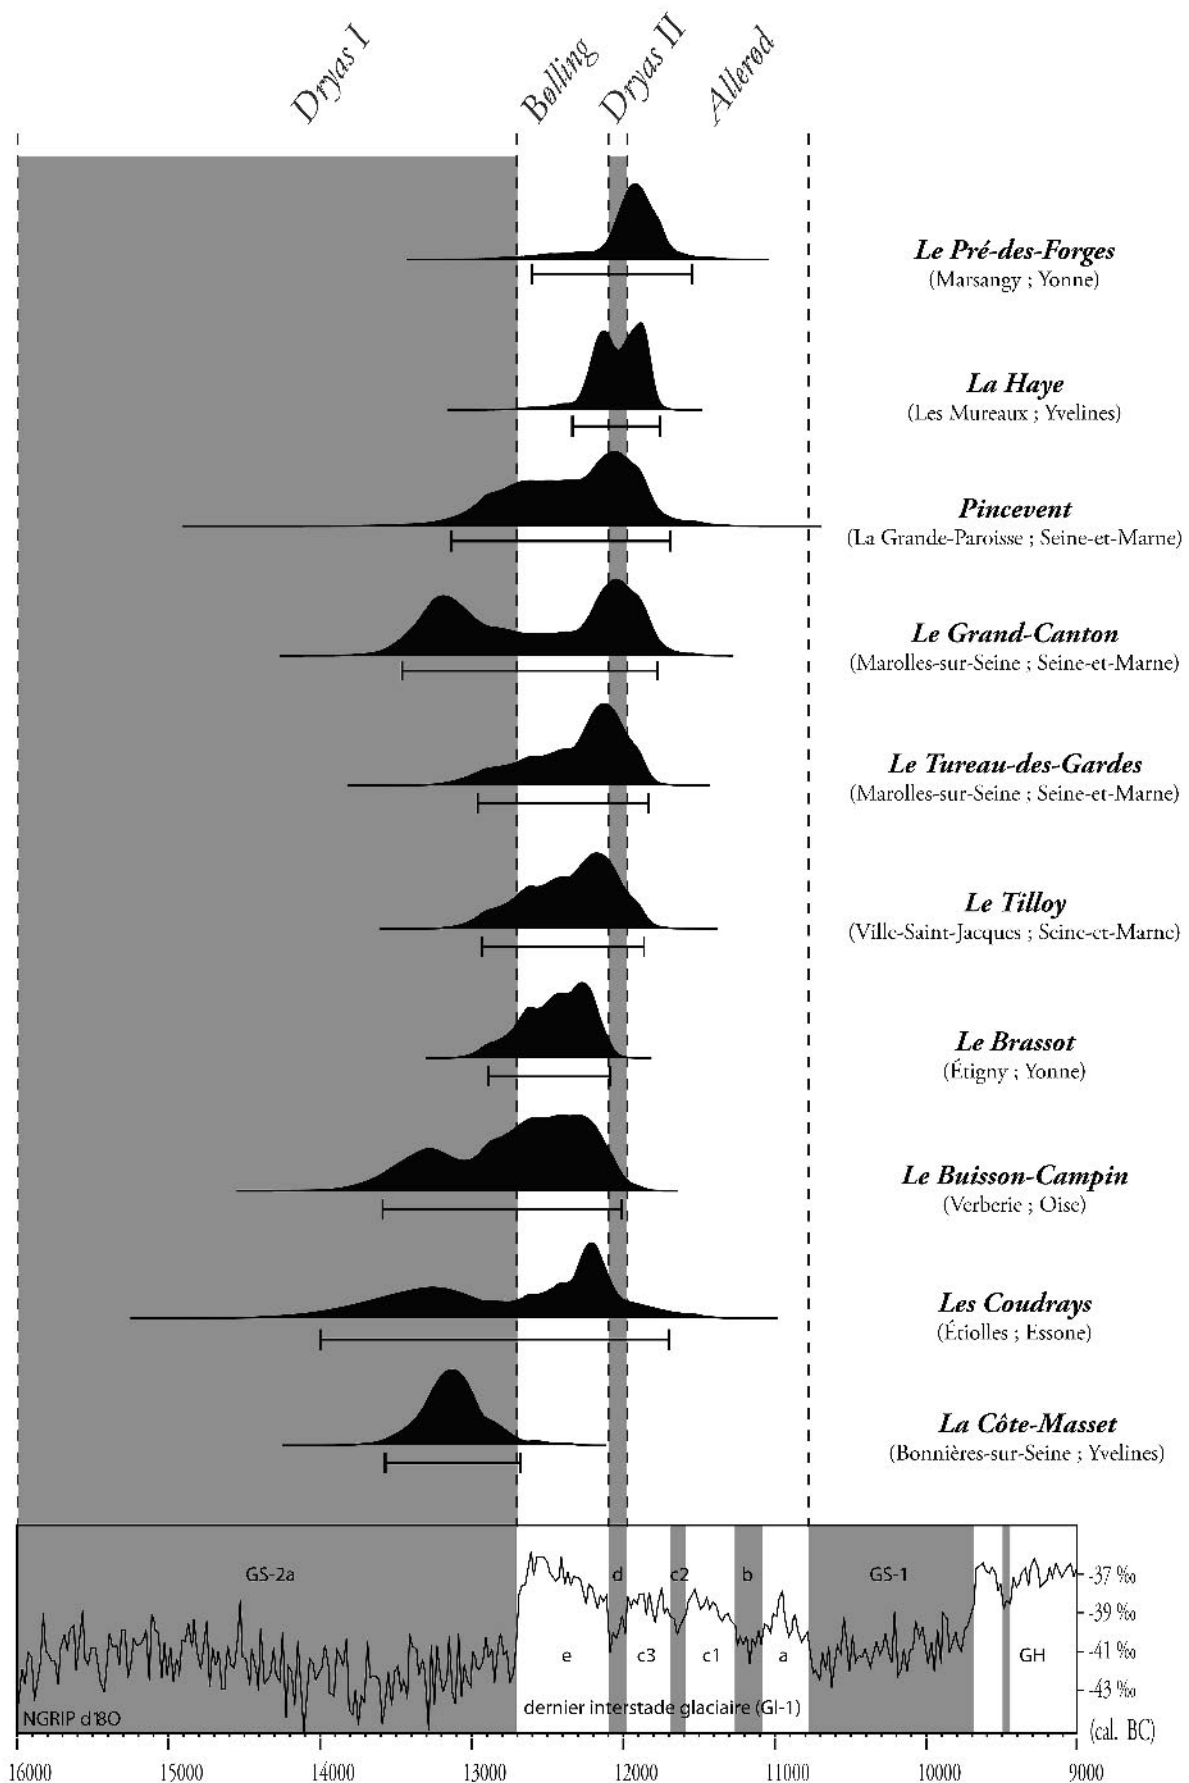 Dryas I
Bølling
Dryas II
Allerød
Le Pré-des-Forges
(Marsangy ; Yonne)
La Haye
(Les Mureaux ; Yvelines)
Pincevent
(La Grande-Paroisse ; Seine-et-Marne)
Le Grand-Canton
(Marolles-sur-Seine ; Seine-et-Marne)
Le Tureau-des-Gardes
(Marolles-sur-Seine ; Seine-et-Marne)
Le Tilloy
(Ville-Saint-Jacques ; Seine-et-Marne)
Le Brassot
(Étigny ; Yonne)
Le Buisson-Campin
(Verberie ; Oise)
Les Coudrays
(Étiolles ; Essone)
La Côte-Masset
(Bonnières-sur-Seine ; Yvelines)
GS-2a d c2 b GS-1 -37 ‰
-39 ‰
e c3 c1 a GH -41 ‰
-43 ‰
dernier interstade glaciaire (GI-1)
NGRIP d18O
(cal. BC)
16000 15000 14000 13000 12000 11000 10000 9000